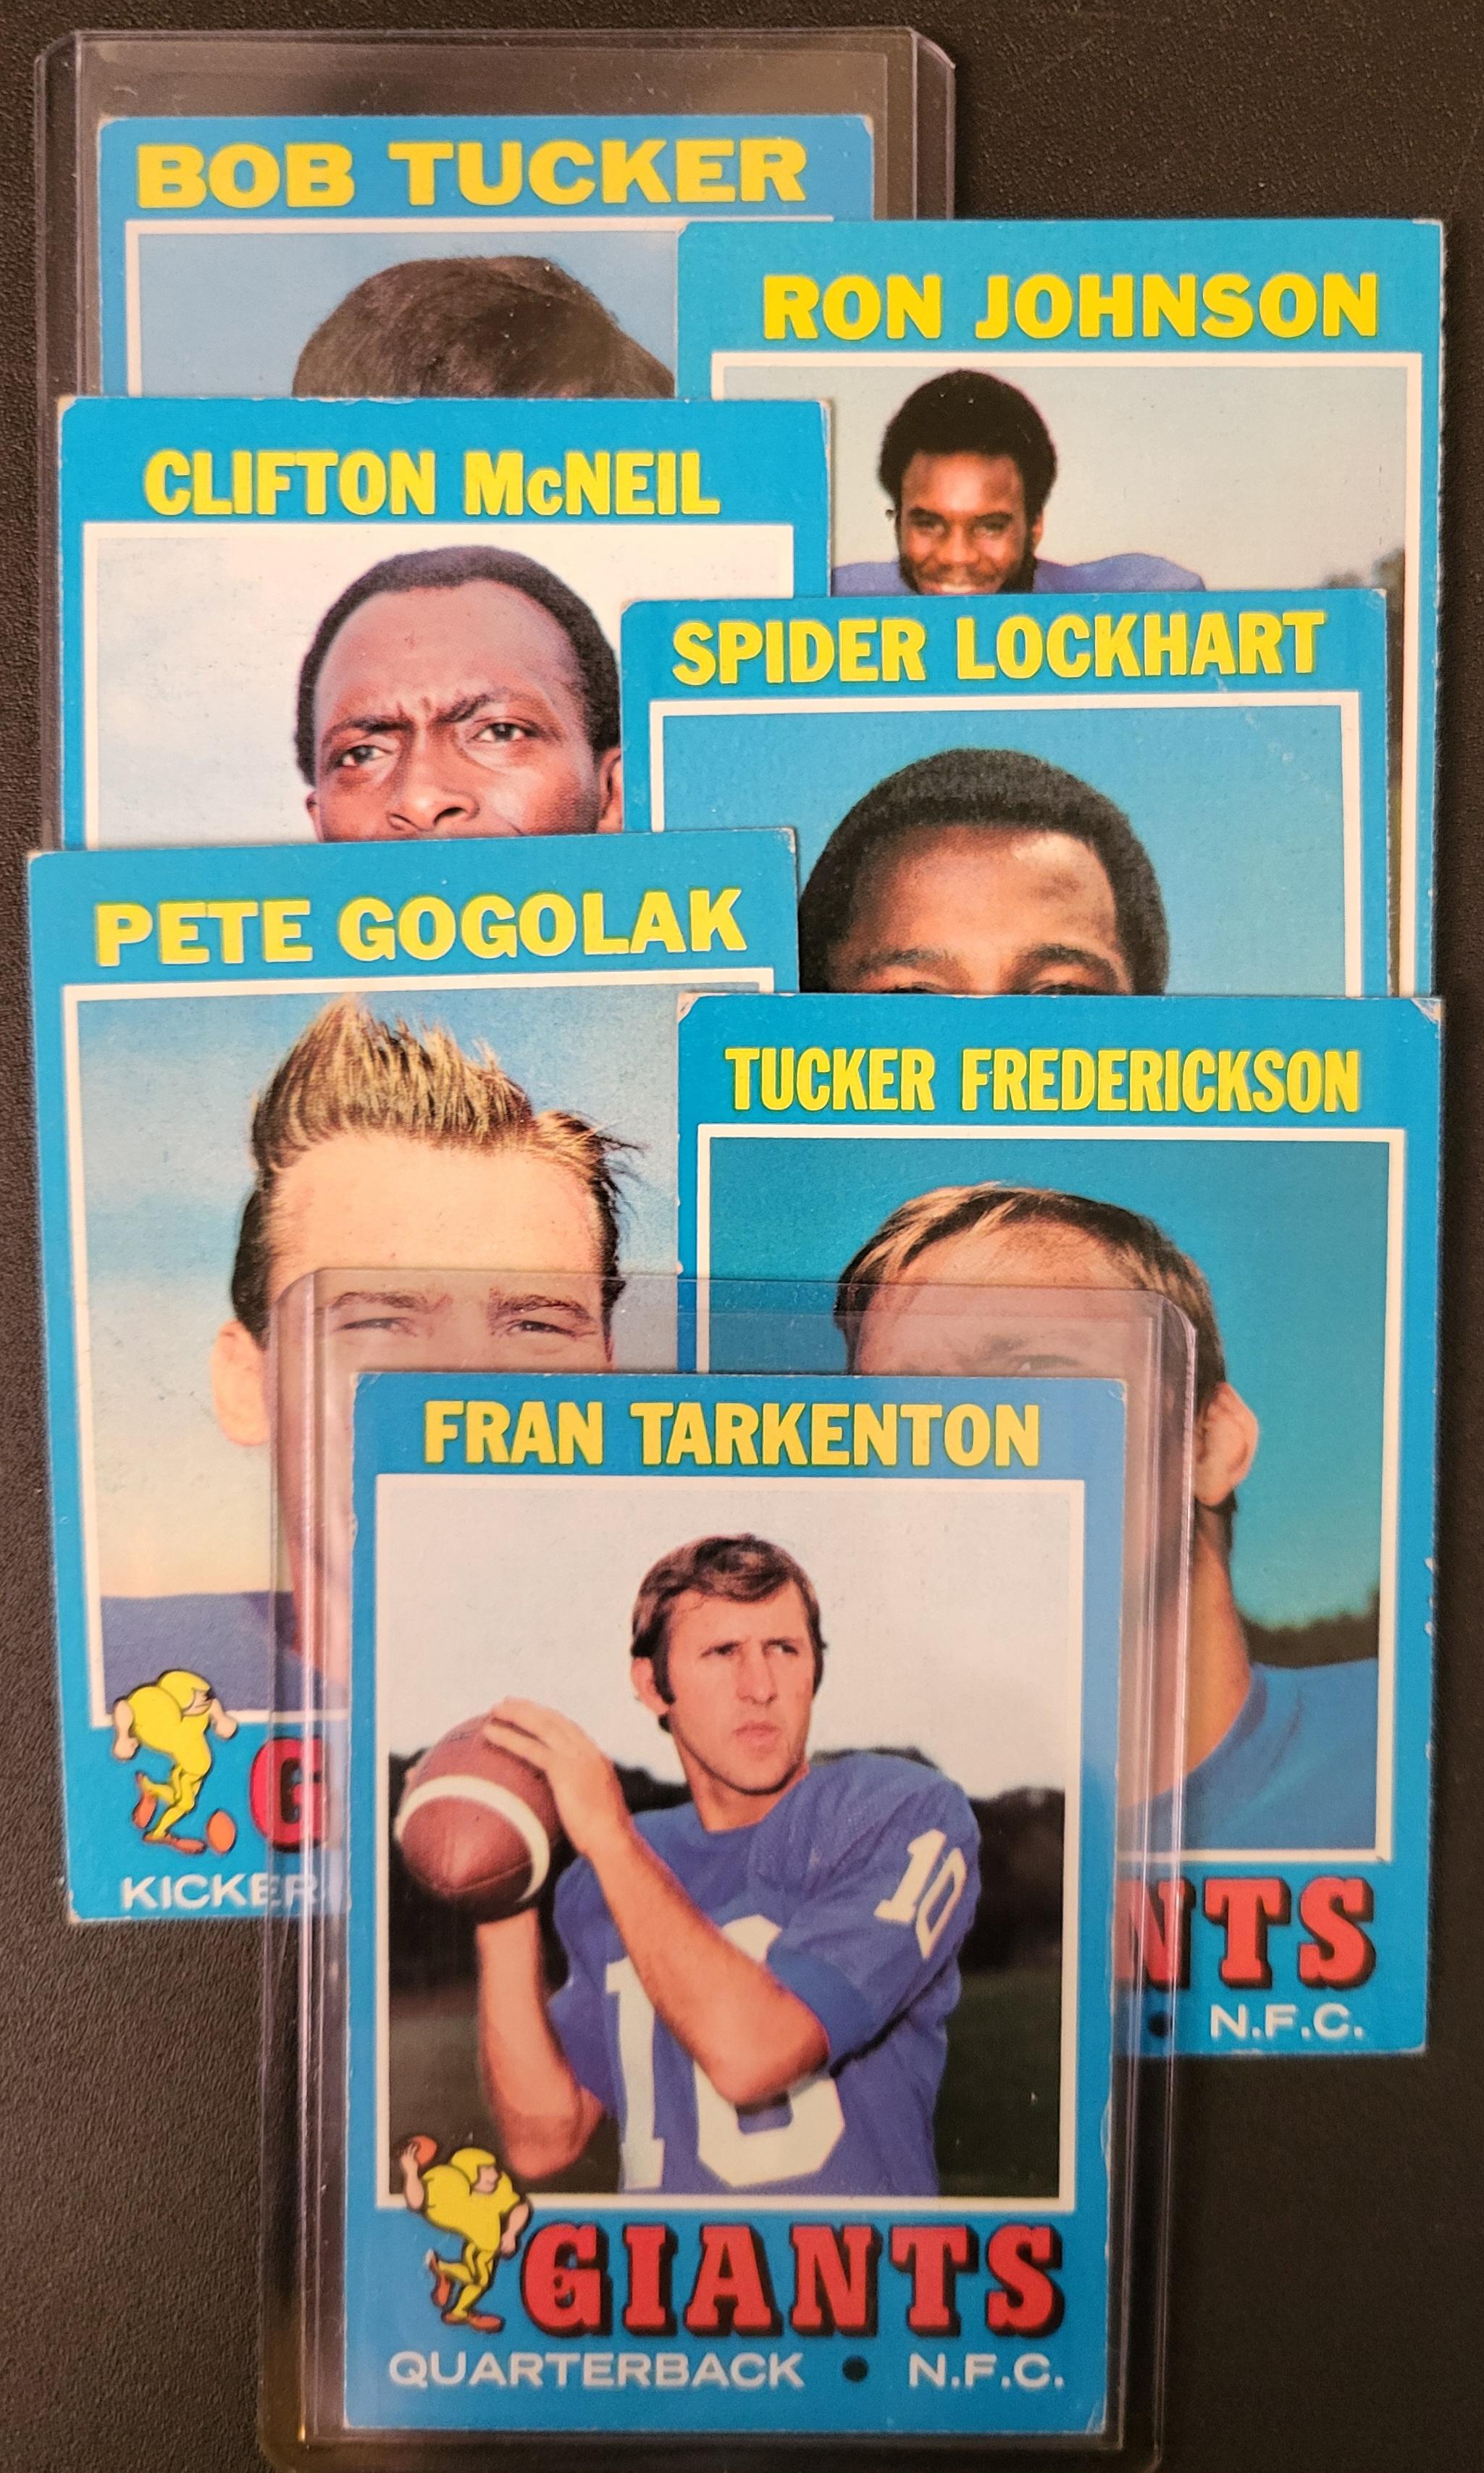 BOB TUCKER
RON JOHNSON
CLIFTON McNEIL
SPIDER LOCKHART
PETE GOGOLAK
TUCKER FREDERICKSON
FRAN TARKENTON
10
10
G
KICKER
NTS
• N.F.C.
GIANTS
QUARTERBACK • N.F.C.